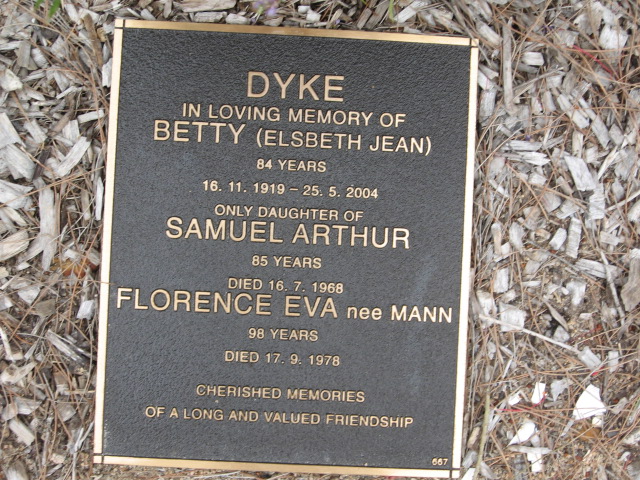 DYKE
IN LOVING MEMORY OF
BETTY (ELSBETH JEAN)
84 YEARS
16. 11. 1919 – 25. 5. 2004
ONLY DAUGHTER OF
SAMUEL ARTHUR
85 YEARS
DIED 16. 7. 1968
FLORENCE EVA nee MANN
98 YEARS
DIED 17. 9. 1978
CHERISHED MEMORIES
OF A LONG AND VALUED FRIENDSHIP
667